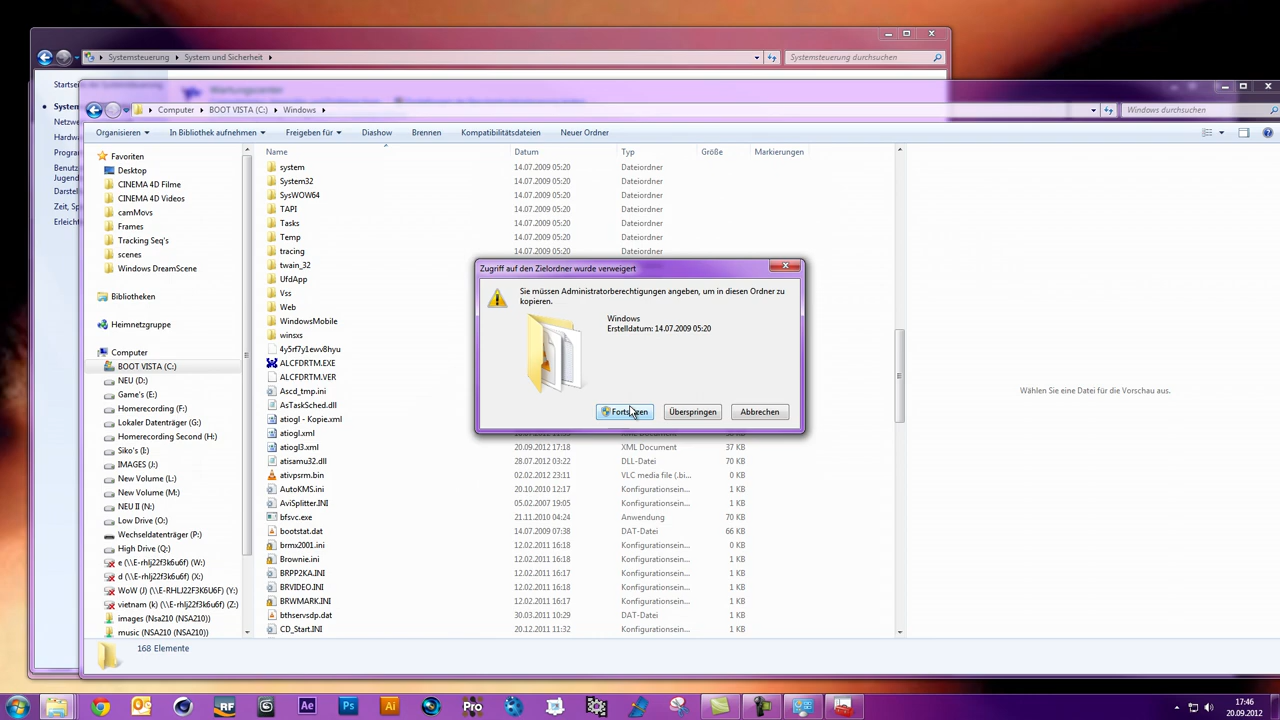 Systemsteuerung ▸ System und Sicherheit ▸
Systemsteuerung durchsuchen
Computer ▸ BOOT VISTA (C:) ▸ Windows ▸
Windows durchsuchen
Organisieren
In Bibliothek aufnehmen
Freigeben für
Diashow
Brennen
Kompatibilitätsdateien
Neuer Ordner
Name
Datum
Typ
Größe
Markierungen
Favoriten
Desktop
CINEMA 4D Filme
CINEMA 4D Videos
camMovs
Frames
Tracking Seq's
scenes
Windows DreamScene
Bibliotheken
Heimnetzgruppe
Computer
BOOT VISTA (C:)
NEU (D:)
Game's (E:)
Homerecording (F:)
Lokaler Datenträger (G:)
Homerecording Second (H:)
Siko's (I:)
IMAGES (J:)
New Volume (L:)
New Volume (M:)
NEU II (N:)
Low Drive (O:)
Wechseldatenträger (P:)
High Drive (Q:)
e (\\E-rhlj22f3k6u6f) (W:)
d (\\E-rhlj22f3k6u6f) (X:)
WoW (J) (\\E-RHLJ22F3K6U6F) (Y:)
vietnam (k) (\\E-rhlj22f3k6u6f) (Z:)
images (Nsa210 (NSA210))
music (NSA210 (NSA210))
system 14.07.2009 05:20 Dateiordner
System32 14.07.2009 05:20 Dateiordner
SysWOW64 14.07.2009 05:20 Dateiordner
TAPI 14.07.2009 05:20 Dateiordner
Tasks 14.07.2009 05:20 Dateiordner
Temp 14.07.2009 05:20 Dateiordner
tracing 14.07.2009 05:20 Dateiordner
twain_32
UfdApp
Vss
Web
WindowsMobile
winsxs
4y5rf7y1ewv8hyu
ALCFDRTM.EXE
ALCFDRTM.VER
Ascd_tmp.ini
AsTaskSched.dll
atiogl - Kopie.xml
atiogl.xml
atiogl3.xml 20.09.2012 17:18 XML Document 37 KB
atisamu32.dll 28.07.2012 03:22 DLL-Datei 70 KB
ativpsrm.bin 02.02.2012 23:11 VLC media file (.bi... 0 KB
AutoKMS.ini 20.10.2010 12:17 Konfigurationsein... 1 KB
AviSplitter.INI 05.02.2007 19:05 Konfigurationsein... 1 KB
bfsvc.exe 21.11.2010 04:24 Anwendung 70 KB
bootstat.dat 14.07.2009 07:38 DAT-Datei 66 KB
brmx2001.ini 12.02.2011 16:18 Konfigurationsein... 0 KB
Brownie.ini 12.02.2011 16:18 Konfigurationsein... 1 KB
BRPP2KA.INI 12.02.2011 16:17 Konfigurationsein... 1 KB
BRVIDEO.INI 12.02.2011 16:17 Konfigurationsein... 1 KB
BRWMARK.INI 12.02.2011 16:17 Konfigurationsein... 1 KB
bthservsdp.dat 30.03.2011 10:29 DAT-Datei 1 KB
CD_Start.INI 20.12.2011 11:32 Konfigurationsein... 1 KB
Zugriff auf den Zielordner wurde verweigert
Sie müssen Administratorberechtigungen angeben, um in diesen Ordner zu
kopieren.
Windows
Erstelldatum: 14.07.2009 05:20
Überspringen
Abbrechen
Wählen Sie eine Datei für die Vorschau aus.
168 Elemente
RF
Ae
Ps
Ai
Pro
17:46
20.09.2012